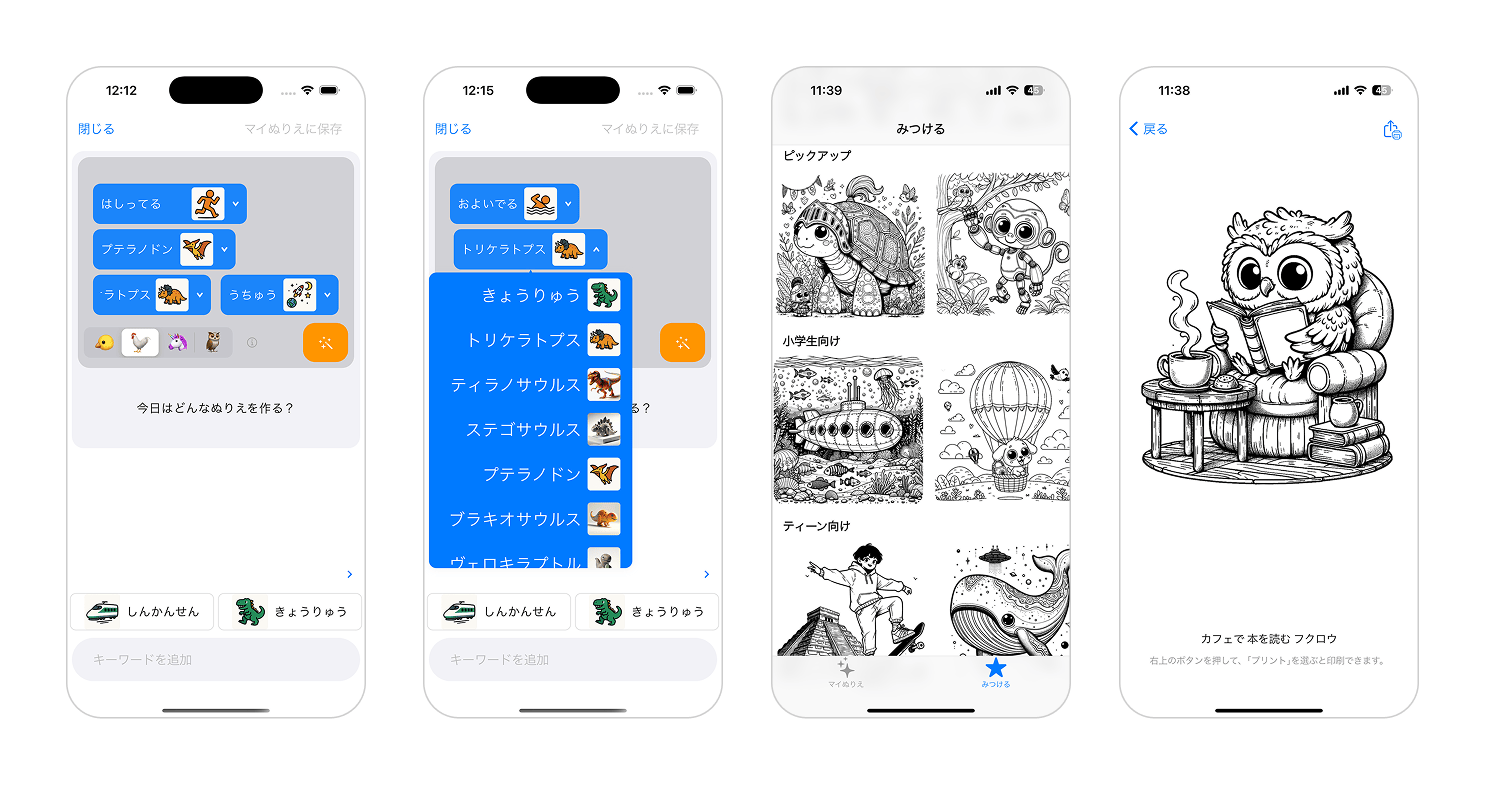 12:12
閉じる
マイぬりえに保存
はしってる
プテラノドン
ラトプス
うちゅう
今日はどんなぬりえを作る？
しんかんせん
きょうりゅう
キーワードを追加
12:15
閉じる
マイぬりえに保存
およいでる
トリケラトプス
きょうりゅう
トリケラトプス
ティラノサウルス
ステゴサウルス
プテラノドン
ブラキオサウルス
ヴェロキラプトル
る？
しんかんせん
きょうりゅう
キーワードを追加
11:39
45
みつける
ピックアップ
小学生向け
ティーン向け
マイぬりえ
みつける
11:38
45
戻る
カフェで 本を読む フクロウ
右上のボタンを押して、「プリント」を選ぶと印刷できます。